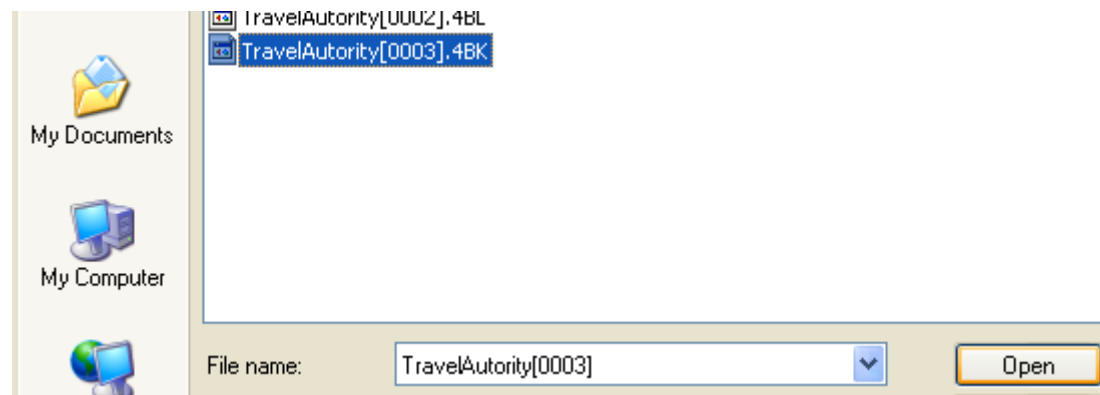 TravelAutority[0002].4BL
TravelAutority[0003].4BK
My Documents
My Computer
File name:
TravelAutority[0003]
Open